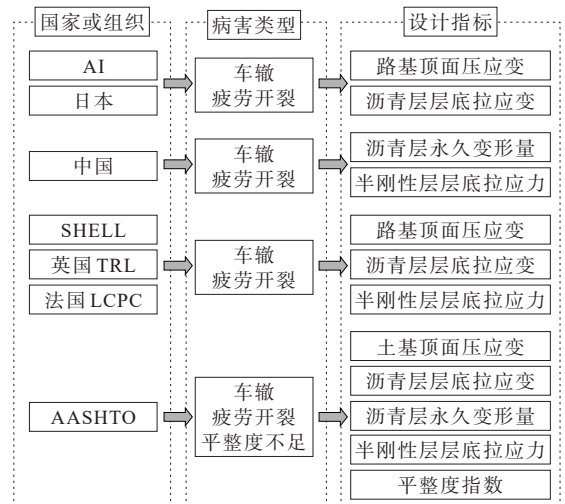 国家或组织
病害类型
设计指标
AI
日本
车辙
疲劳开裂
路基顶面压应变
沥青层层底拉应变
中国
车辙
疲劳开裂
沥青层永久变形量
半刚性层层底拉应力
SHELL
英国TRL
法国LCPC
车辙
疲劳开裂
路基顶面压应变
沥青层层底拉应变
半刚性层层底拉应力
AASHTO
车辙
疲劳开裂
平整度不足
土基顶面压应变
沥青层层底拉应变
沥青层永久变形量
半刚性层层底拉应力
平整度指数